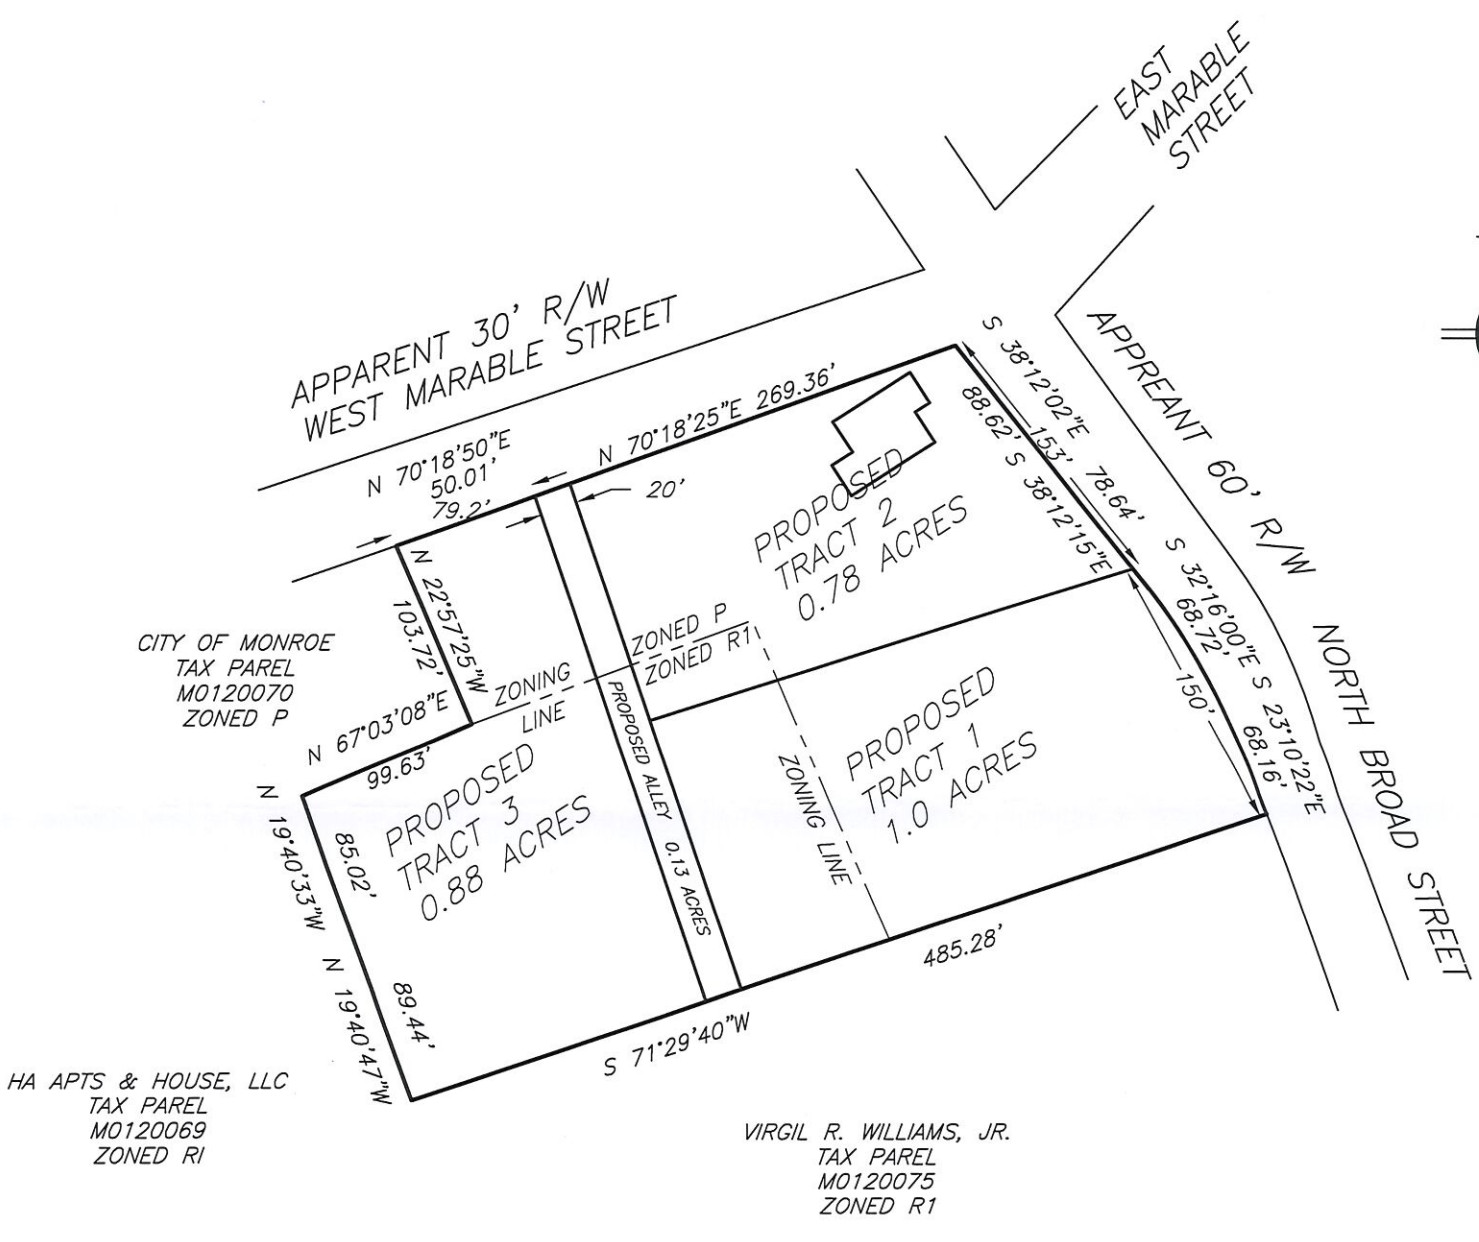 EAST
MARABLE
STREET
APPARENT 30' R/W
WEST MARABLE STREET
APPREANT 60' R/W
NORTH BROAD STREET
N 70°18'50"E
50.01'
79.2'
N 70°18'25"E 269.36'
20'
S 38°12'02"E
88.62'
153'
78.64'
S 38°12'15"E
S 32°16'00"E
68.72'
S 23°10'22"E
68.16'
150'
PROPOSED
TRACT 2
0.78 ACRES
N 22°57'25"W
103.72'
CITY OF MONROE
TAX PAREL
M0120070
ZONED P
ZONED P
ZONED R1
ZONING
LINE
N 67°03'08"E
99.63'
PROPOSED
TRACT 1
1.0 ACRES
ZONING LINE
PROPOSED ALLEY 0.13 ACRES
PROPOSED
TRACT 3
0.88 ACRES
N 19°40'33"W
85.02'
N 19°40'47"W
89.44'
485.28'
S 71°29'40"W
HA APTS & HOUSE, LLC
TAX PAREL
M0120069
ZONED RI
VIRGIL R. WILLIAMS, JR.
TAX PAREL
M0120075
ZONED R1